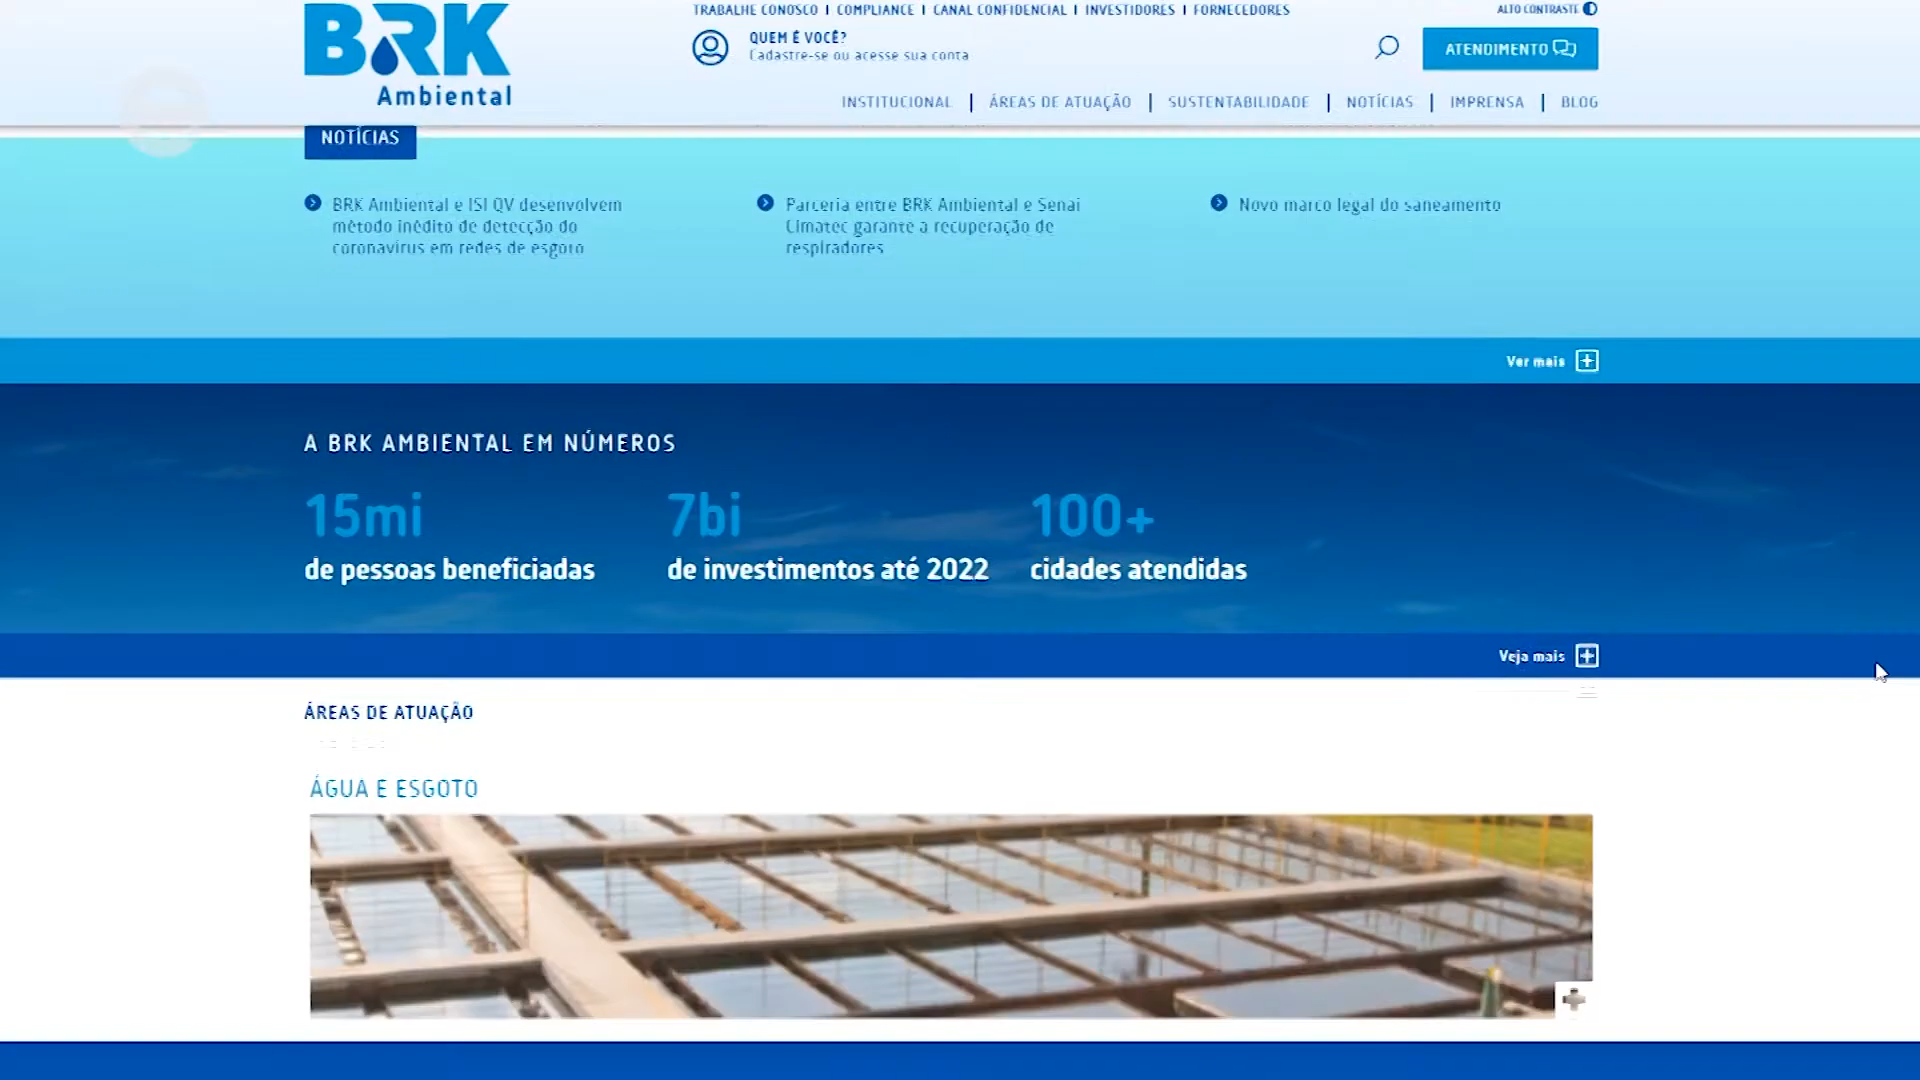 BRK
Ambiental
TRABALHE CONOSCO | COMPLIANCE | CANAL CONFIDENCIAL | INVESTIDORES | FORNECEDORES
ALTO CONTRASTE
QUEM É VOCÊ?
Cadastre-se ou acesse sua conta
ATENDIMENTO
INSTITUCIONAL | ÁREAS DE ATUAÇÃO | SUSTENTABILIDADE | NOTÍCIAS | IMPRENSA | BLOG
NOTÍCIAS
BRK Ambiental e ISI QV desenvolvem
método inédito de detecção do
coronavírus em redes de esgoto
Parceria entre BRK Ambiental e Senai
Cimatec garante a recuperação de
respiradores
Novo marco legal do saneamento
Ver mais
A BRK AMBIENTAL EM NÚMEROS
15mi
de pessoas beneficiadas
7bi
de investimentos até 2022
100+
cidades atendidas
Veja mais
ÁREAS DE ATUAÇÃO
ÁGUA E ESGOTO